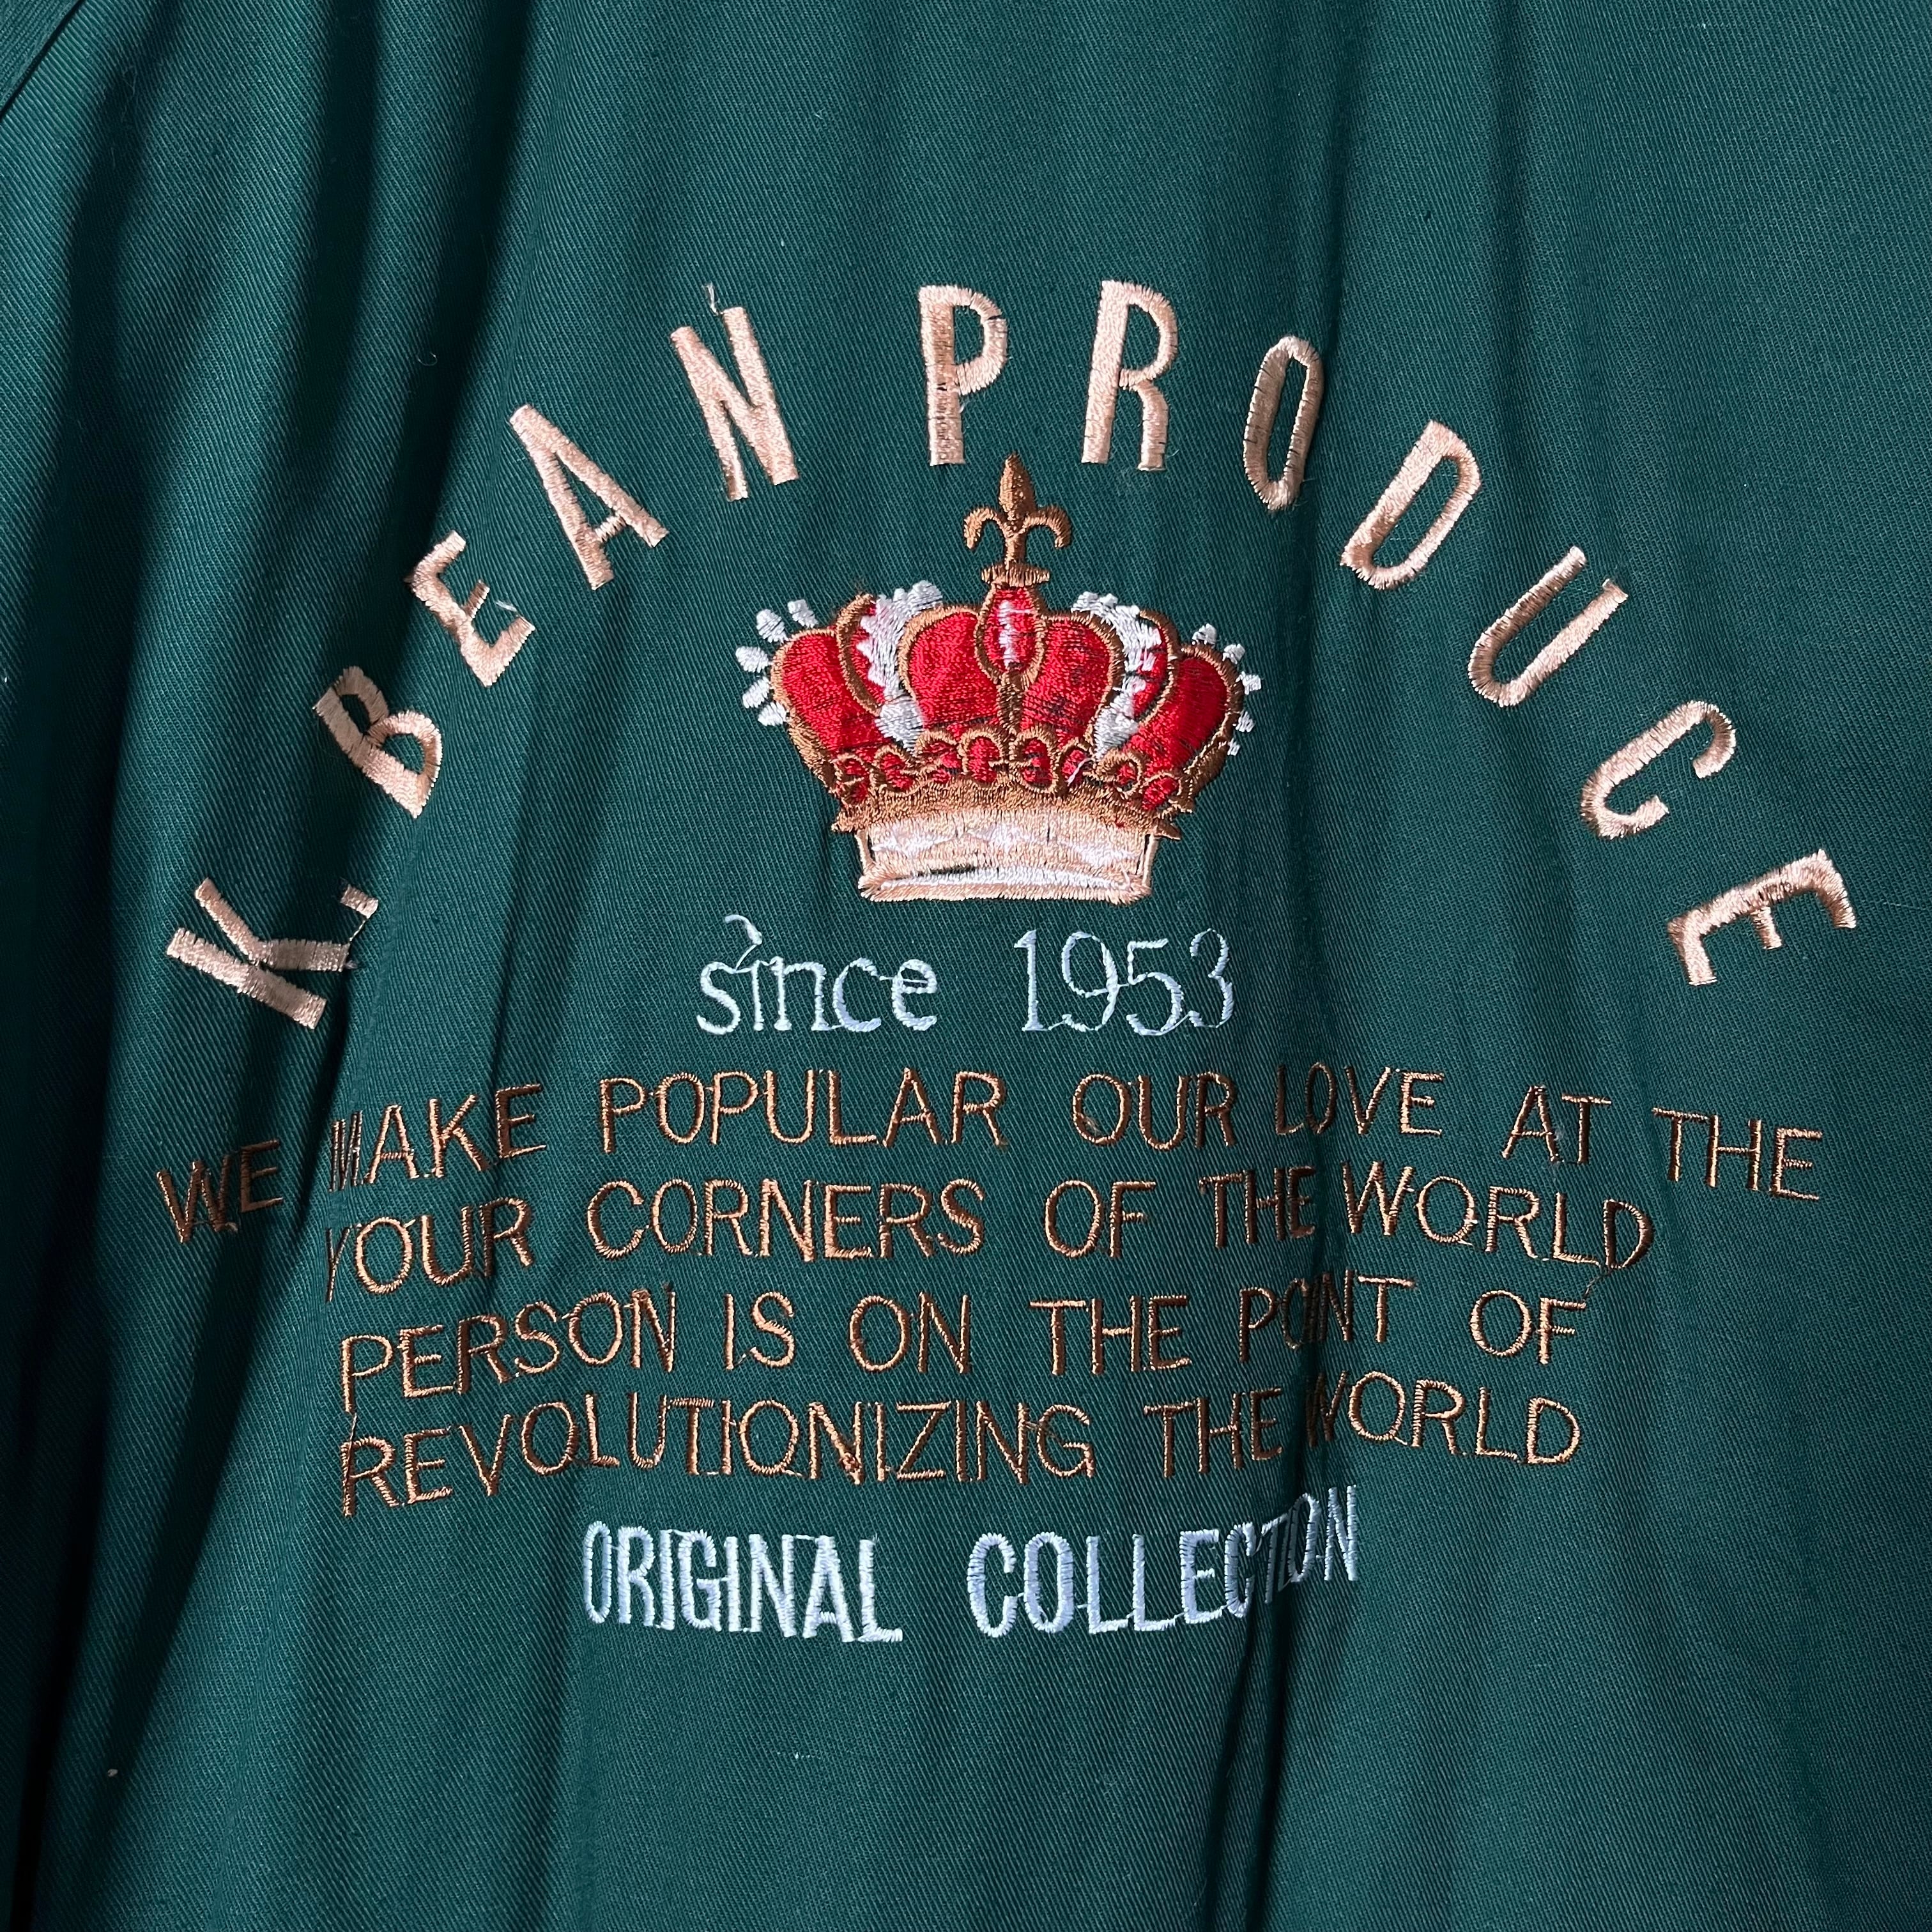 K.BEAN PRODUCE
since 1953
WE MAKE POPULAR OUR LOVE AT THE
YOUR CORNERS OF THE WORLD
PERSON IS ON THE POINT OF
REVOLUTIONIZING THE WORLD
ORIGINAL COLLECTION